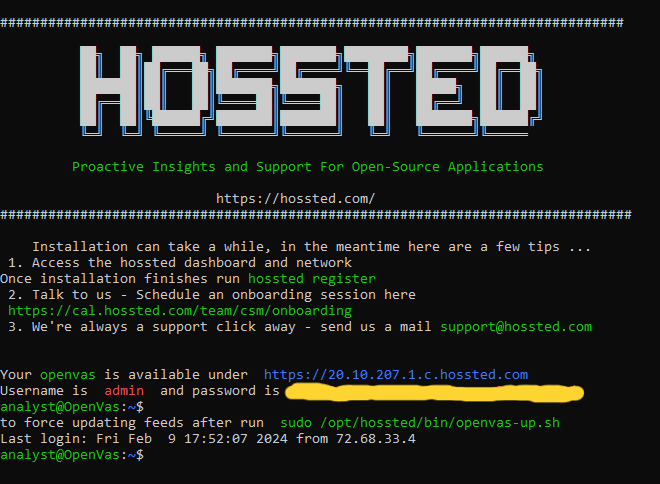 ##############################################################################
HOSSTED
Proactive Insights and Support For Open-Source Applications
https://hossted.com/
###############################################################################
Installation can take a while, in the meantime here are a few tips ...
1. Access the hossted dashboard and network
Once installation finishes run hossted register
2. Talk to us - Schedule an onboarding session here
https://cal.hossted.com/team/csm/onboarding
3. We're always a support click away - send us a mail support@hossted.com
Your openvas is available under https://20.10.207.1.c.hossted.com
Username is admin and password is
analyst@OpenVas:~$
to force updating feeds after run sudo /opt/hossted/bin/openvas-up.sh
Last login: Fri Feb 9 17:52:07 2024 from 72.68.33.4
analyst@OpenVas:~$